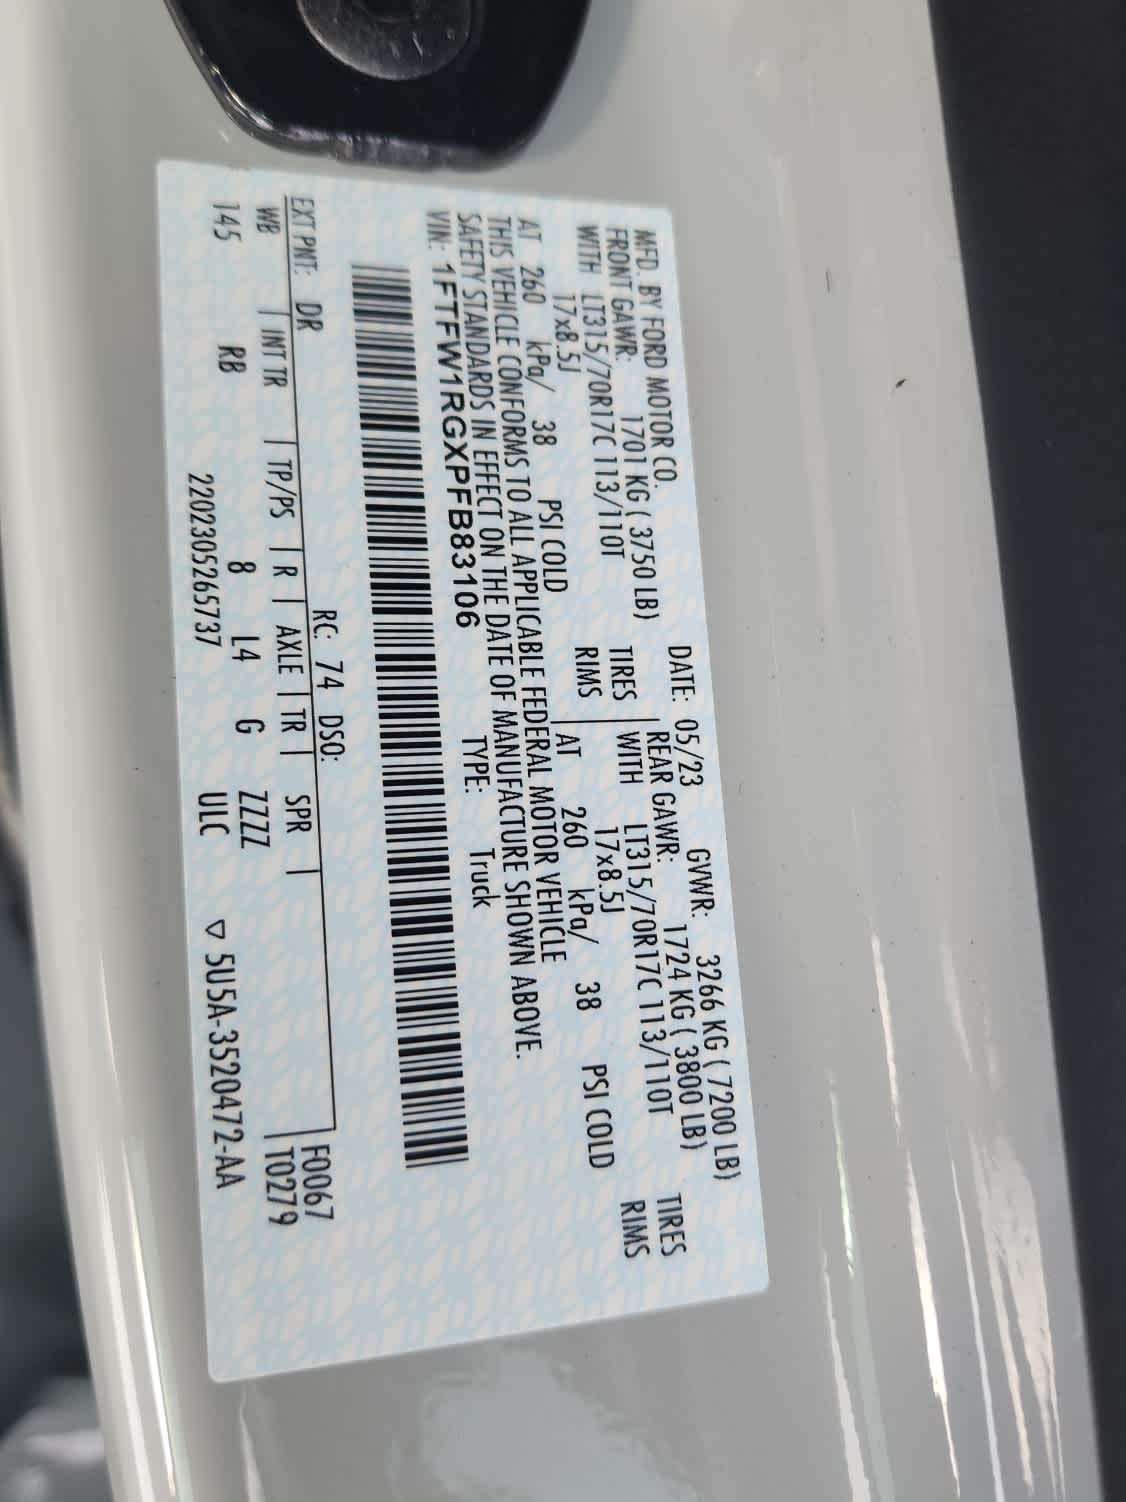 MFD. BY FORD MOTOR CO. DATE: 05/23 GVWR: 3266 KG ( 7200 LB)
FRONT GAWR: 1701 KG ( 3750 LB) REAR GAWR: 1724 KG ( 3800 LB)
WITH LT315/70R17C 113/110T TIRES WITH LT315/70R17C 113/110T TIRES
17x8.5J RIMS 17x8.5J RIMS
AT 260 kPa/ 38 PSI COLD AT 260 kPa/ 38 PSI COLD
THIS VEHICLE CONFORMS TO ALL APPLICABLE FEDERAL MOTOR VEHICLE
SAFETY STANDARDS IN EFFECT ON THE DATE OF MANUFACTURE SHOWN ABOVE.
VIN: 1FTFW1RGXPFB83106 TYPE: Truck
EXT PNT: DR RC: 74 DSO: F0067
WB INT TR TP/PS R AXLE TR SPR T0279
145 RB 8 L4 G ZZZZ
2202305265737 ULC ▽ 5U5A-3520472-AA